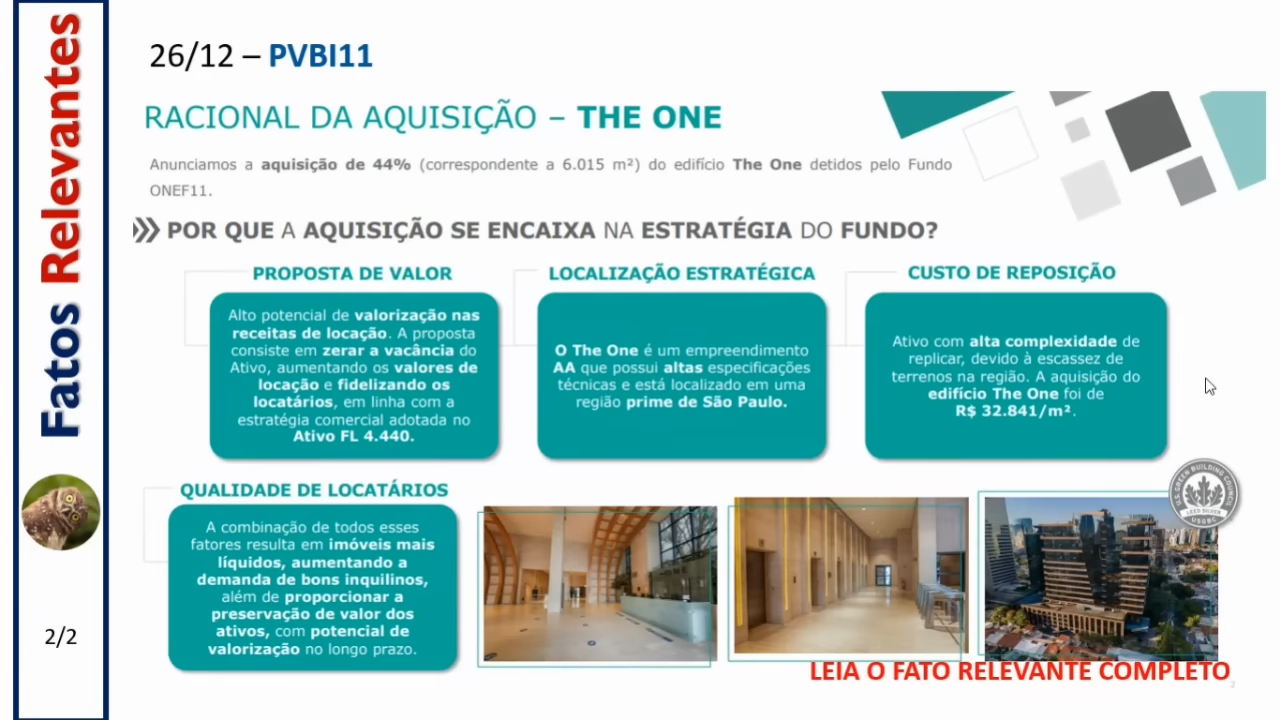 Fatos Relevantes
2/2
26/12 – PVBI11
RACIONAL DA AQUISIÇÃO – THE ONE
Anunciamos a aquisição de 44% (correspondente a 6.015 m²) do edifício The One detidos pelo Fundo
ONEF11.
POR QUE A AQUISIÇÃO SE ENCAIXA NA ESTRATÉGIA DO FUNDO?
PROPOSTA DE VALOR
Alto potencial de valorização nas
receitas de locação. A proposta
consiste em zerar a vacância do
Ativo, aumentando os valores de
locação e fidelizando os
locatários, em linha com a
estratégia comercial adotada no
Ativo FL 4.440.
LOCALIZAÇÃO ESTRATÉGICA
O The One é um empreendimento
AA que possui altas especificações
técnicas e está localizado em uma
região prime de São Paulo.
CUSTO DE REPOSIÇÃO
Ativo com alta complexidade de
replicar, devido à escassez de
terrenos na região. A aquisição do
edifício The One foi de
R$ 32.841/m².
QUALIDADE DE LOCATÁRIOS
A combinação de todos esses
fatores resulta em imóveis mais
líquidos, aumentando a
demanda de bons inquilinos,
além de proporcionar a
preservação de valor dos
ativos, com potencial de
valorização no longo prazo.
GREEN BUILDING COUNCIL
LEED SILVER
USGBC
LEIA O FATO RELEVANTE COMPLETO
2